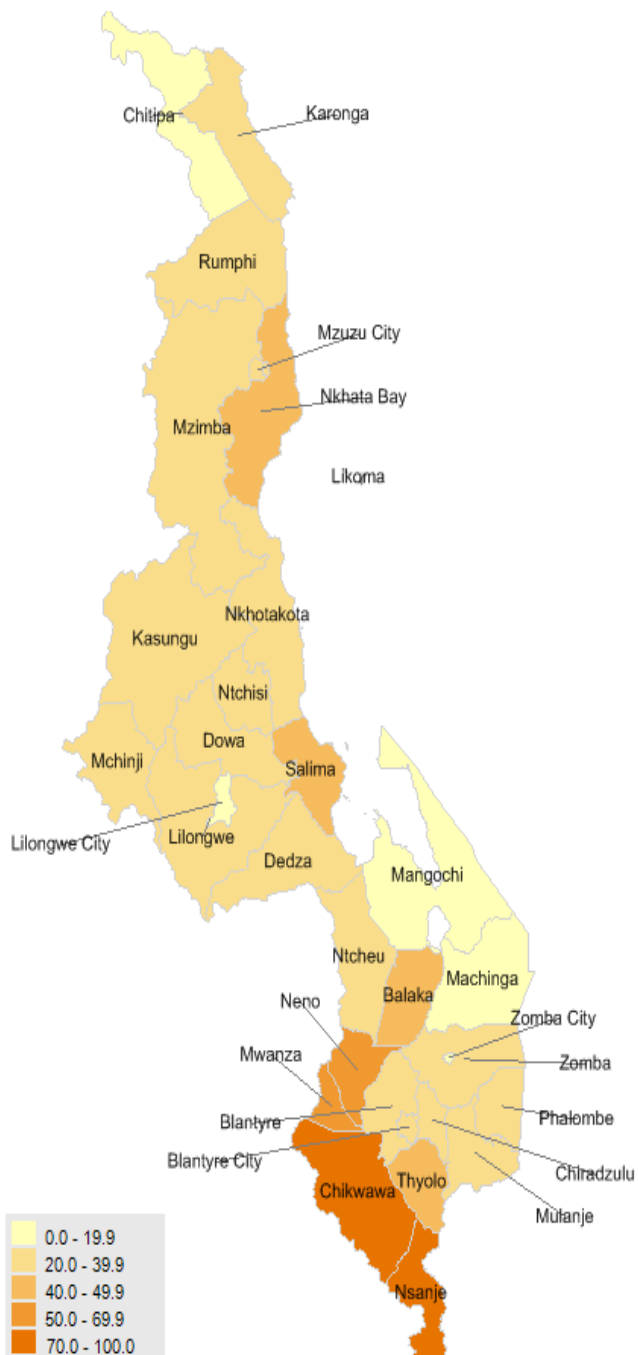 Chitipa
Karonga
Rumphi
Mzuzu City
Nkhata Bay
Mzimba
Likoma
Nkhotakota
Kasungu
Ntchisi
Dowa
Mchinji
Salima
Lilongwe City
Lilongwe
Dedza
Mangochi
Ntcheu
Machinga
Balaka
Neno
Zomba City
Mwanza
Zomba
Blantyre
Phalombe
Blantyre City
Chiradzulu
Thyolo
Chikwawa
Mulanje
Nsanje
0.0 - 19.9
20.0 - 39.9
40.0 - 49.9
50.0 - 69.9
70.0 - 100.0